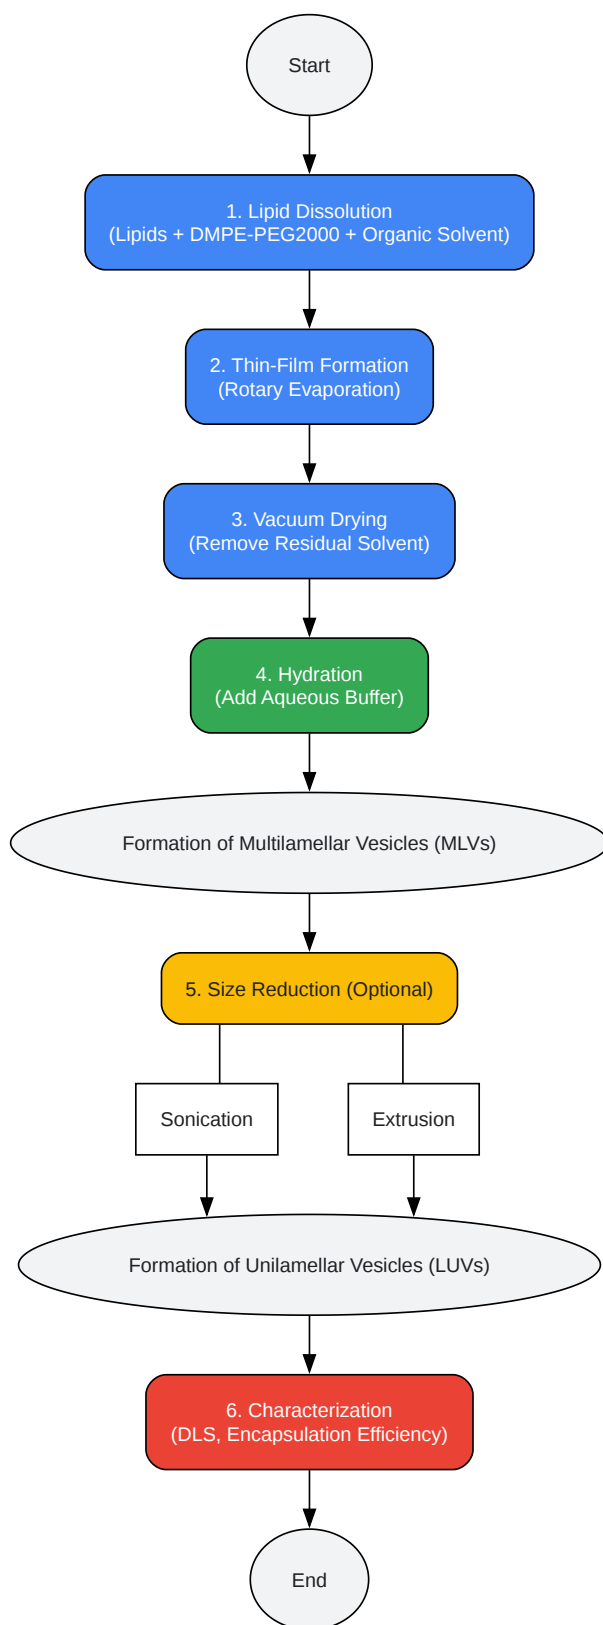 Start
1. Lipid Dissolution
(Lipids + DMPE-PEG2000 + Organic Solvent)
2. Thin-Film Formation
(Rotary Evaporation)
3. Vacuum Drying
(Remove Residual Solvent)
4. Hydration
(Add Aqueous Buffer)
Formation of Multilamellar Vesicles (MLVs)
5. Size Reduction (Optional)
Sonication
Extrusion
Formation of Unilamellar Vesicles (LUVs)
6. Characterization
(DLS, Encapsulation Efficiency)
End